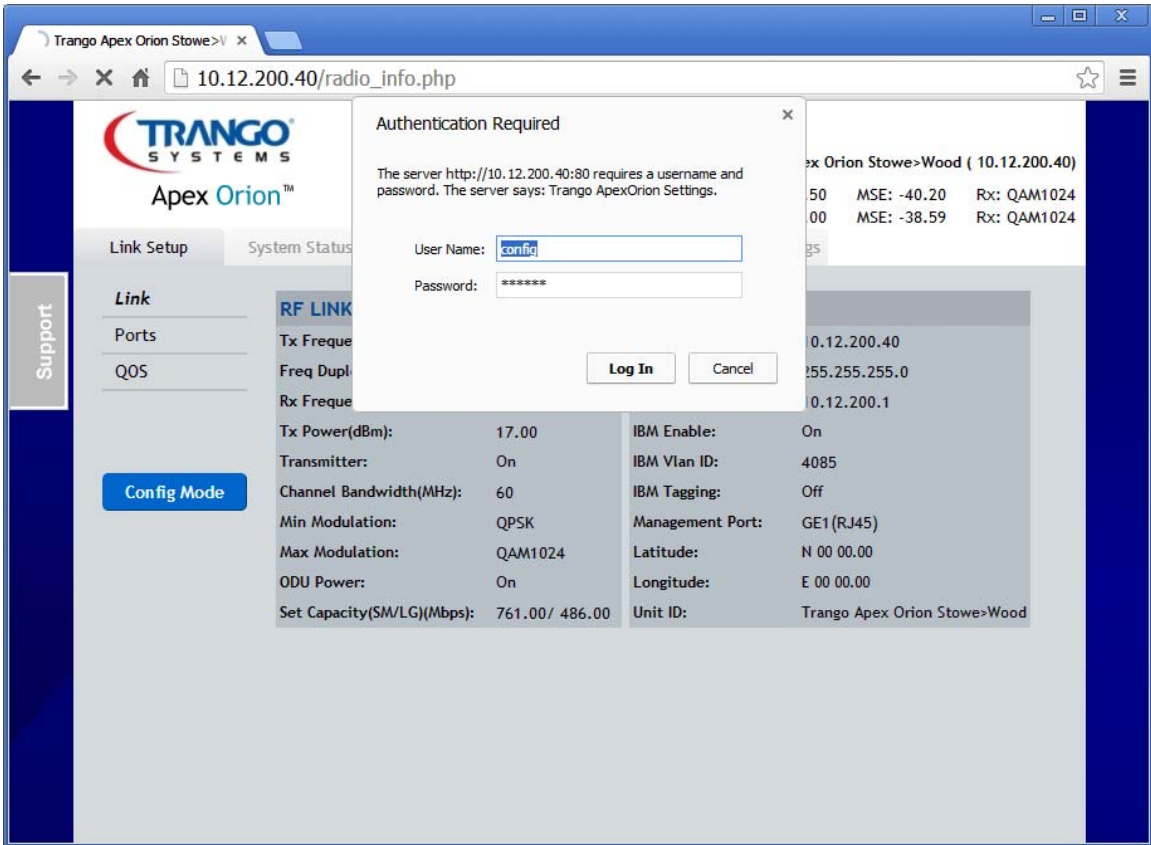 Trango Apex Orion Stowe>V
10.12.200.40/radio_info.php
TRANGO
SYSTEMS
Apex Orion™
Authentication Required
The server http://10.12.200.40:80 requires a username and
password. The server says: Trango ApexOrion Settings.
User Name: config
Password: ******
Log In Cancel
Orion Stowe>Wood ( 10.12.200.40)
MSE: -40.20 Rx: QAM1024
MSE: -38.59 Rx: QAM1024
Link Setup System Status
Support
Link
Ports
QOS
Config Mode
RF LINK
Tx Freque
Freq Dupl
Rx Freque
Tx Power(dBm): 17.00
Transmitter: On
Channel Bandwidth(MHz): 60
Min Modulation: QPSK
Max Modulation: QAM1024
ODU Power: On
Set Capacity(SM/LG)(Mbps): 761.00/ 486.00
10.12.200.40
255.255.255.0
10.12.200.1
IBM Enable: On
IBM Vlan ID: 4085
IBM Tagging: Off
Management Port: GE1(RJ45)
Latitude: N 00 00.00
Longitude: E 00 00.00
Unit ID: Trango Apex Orion Stowe>Wood